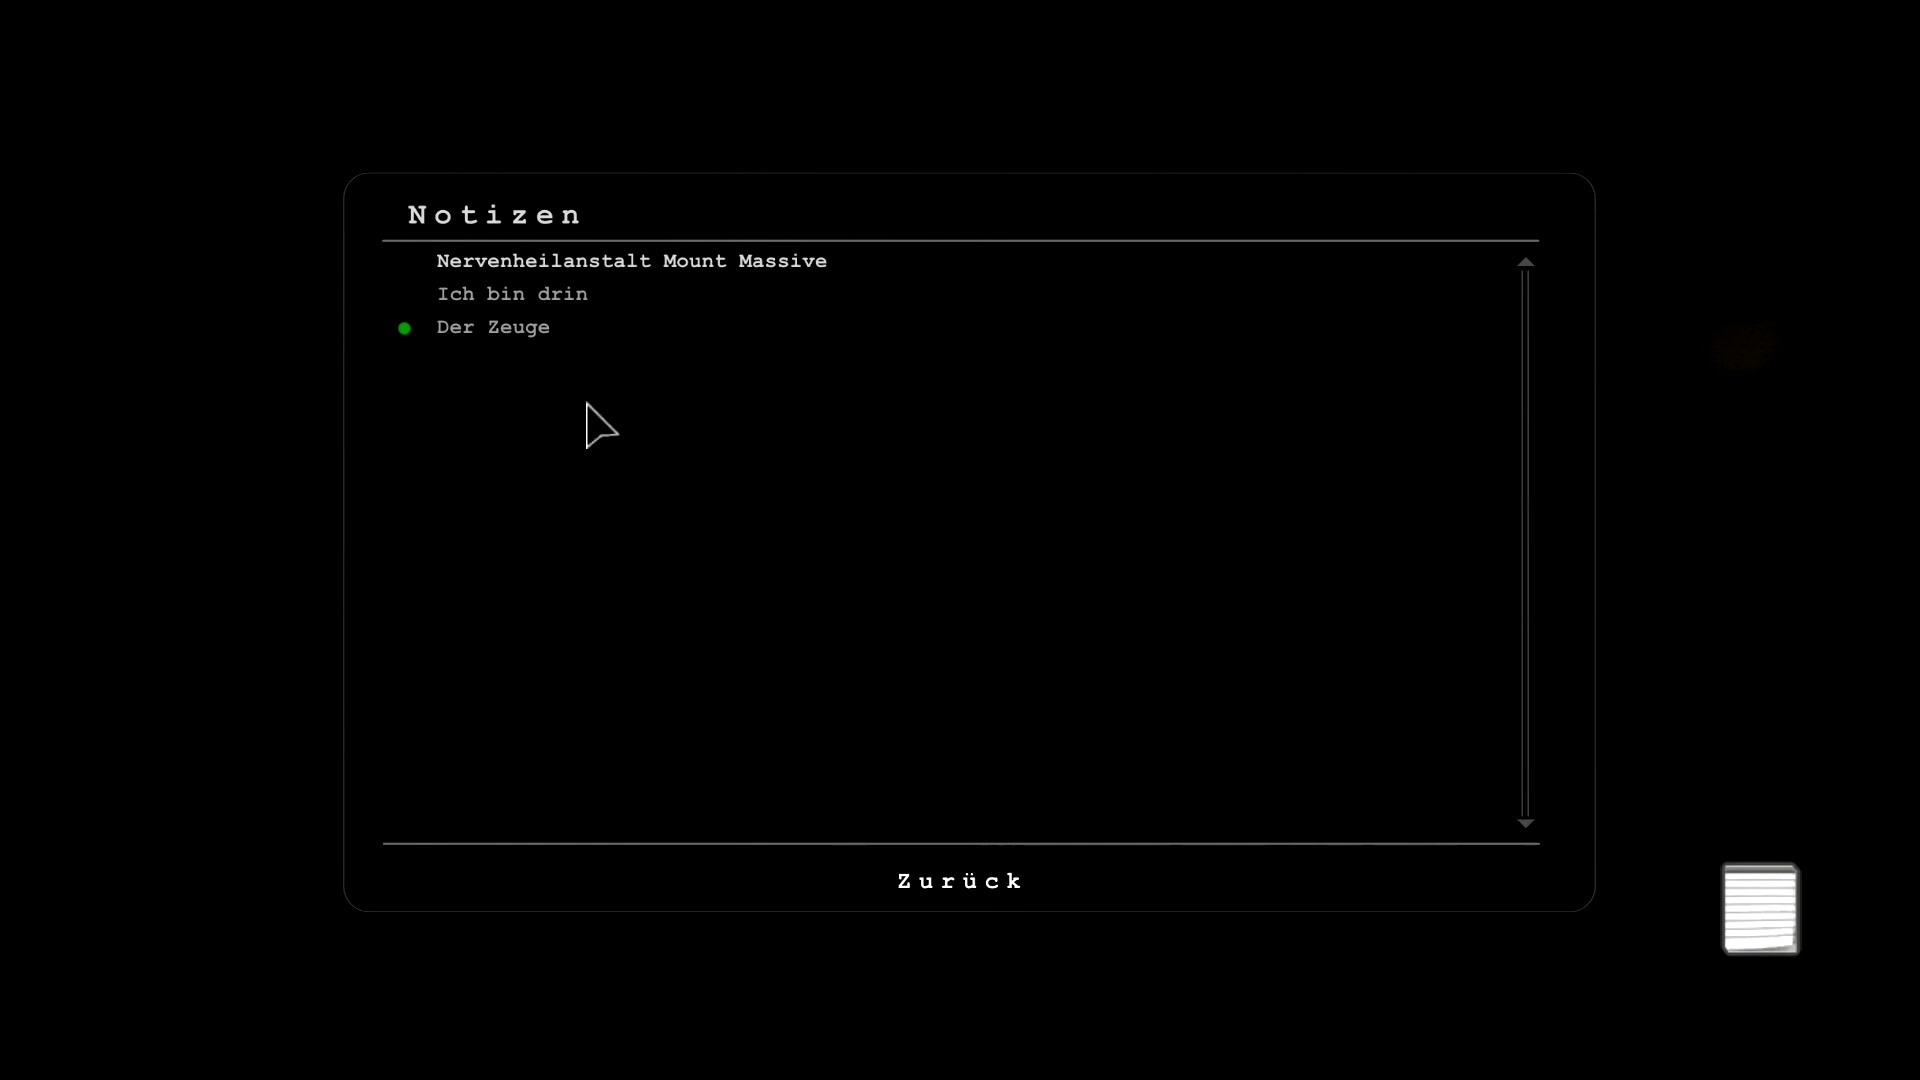 Notizen
Nervenheilanstalt Mount Massive
Ich bin drin
Der Zeuge
Zurück